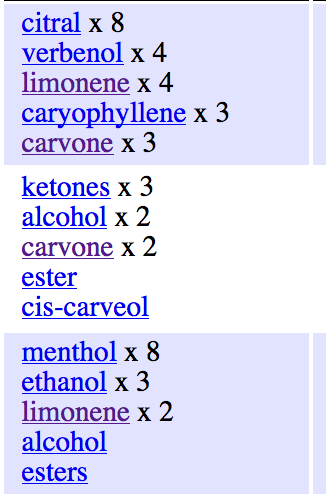 citral x 8
verbenol x 4
limonene x 4
caryophyllene x 3
carvone x 3
ketones x 3
alcohol x 2
carvone x 2
ester
cis-carveol
menthol x 8
ethanol x 3
limonene x 2
alcohol
esters